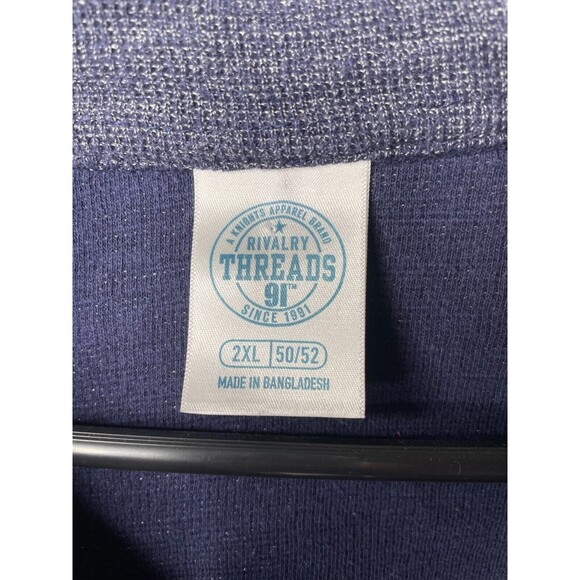 A KNIGHTS APPAREL BRAND
RIVALRY
THREADS
91™
SINCE 1991
2XL 50/52
MADE IN BANGLADESH